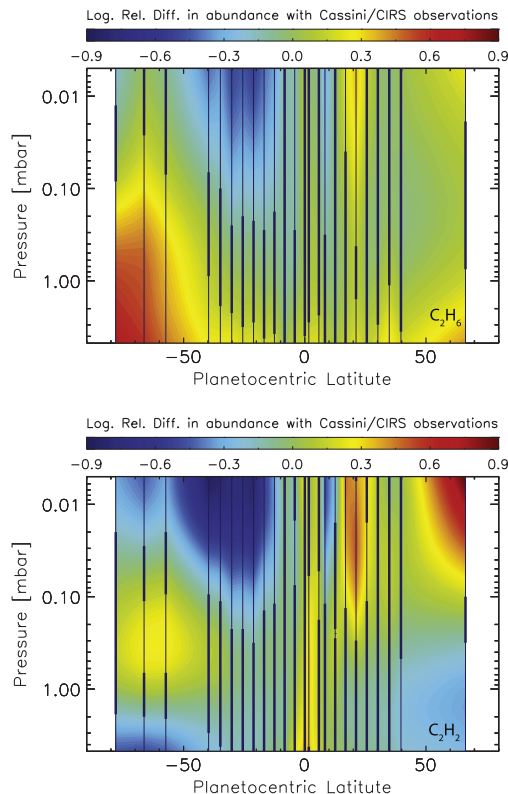 Log. Rel. Diff. in abundance with Cassini/CIRS observations
−0.9 −0.6 −0.3 0.0 0.3 0.6 0.9
0.01
0.10
1.00
Pressure [mbar]
C2H6
−50 0 50
Planetocentric Latitute
Log. Rel. Diff. in abundance with Cassini/CIRS observations
−0.9 −0.6 −0.3 0.0 0.3 0.6 0.9
0.01
0.10
1.00
Pressure [mbar]
C2H2
−50 0 50
Planetocentric Latitute